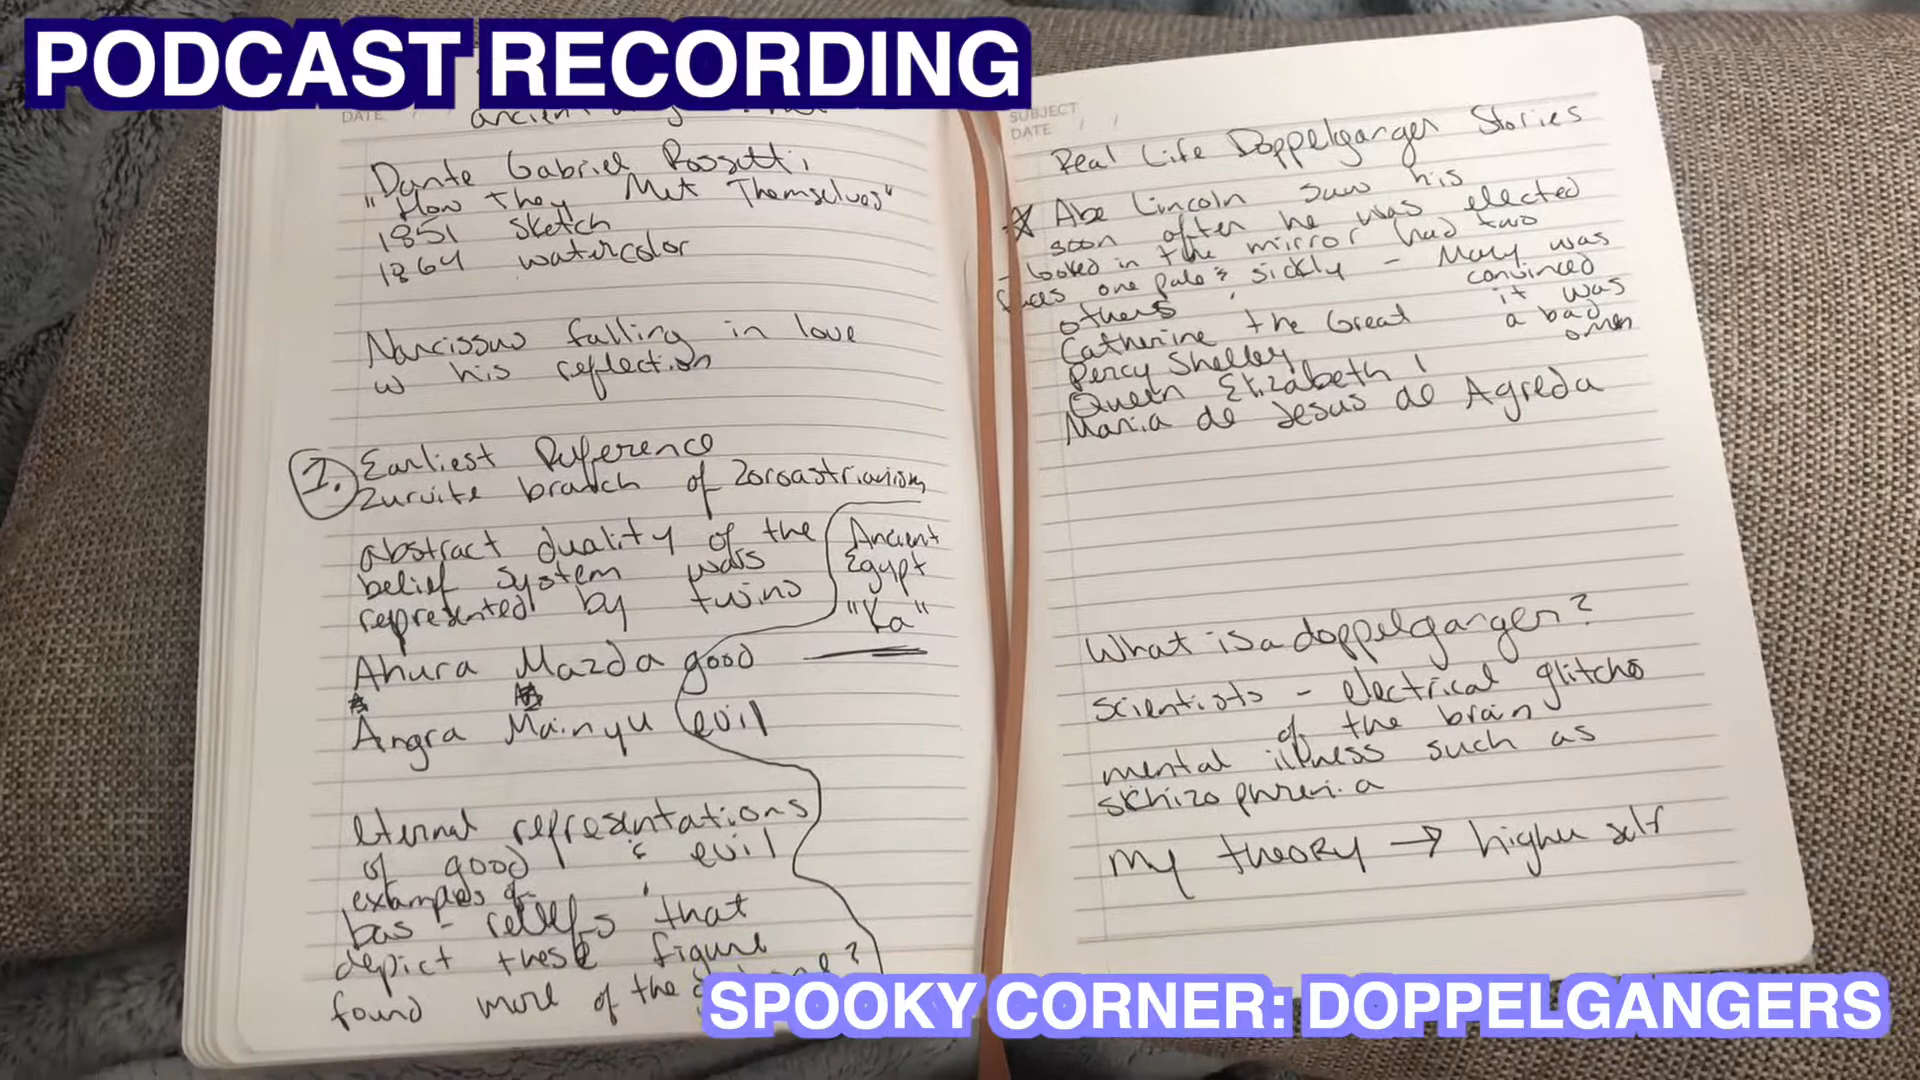 PODCAST RECORDING
DATE / /
ancient
Dante Gabriel Rossetti
"How they Met Themselves"
1851 sketch
1864 watercolor
Narcissus falling in love
w his reflection
1. Earliest Reference
Zurvite branch of Zoroastrianism
abstract duality of the
belief system was
represented by twins
Ancient
Egypt
"Ka"
Ahura Mazda good
Angra Mainyu evil
eternal representations
of good & evil
examples of
bas-reliefs that
depict these figure
found more of the
SUBJECT
DATE / /
Real Life Doppelganger Stories
Abe Lincoln saw his
soon after he was elected
- looked in the mirror had two
faces one pale & sickly - Mary was
convinced
it was
a bad
omen
others
Catherine the Great
Percy Shelley
Queen Elizabeth I
Maria de Jesus de Agreda
What is a doppelganger?
scientists - electrical glitches
of the brain
mental illness such as
skhizophrenia
my theory → higher self
SPOOKY CORNER: DOPPELGANGERS